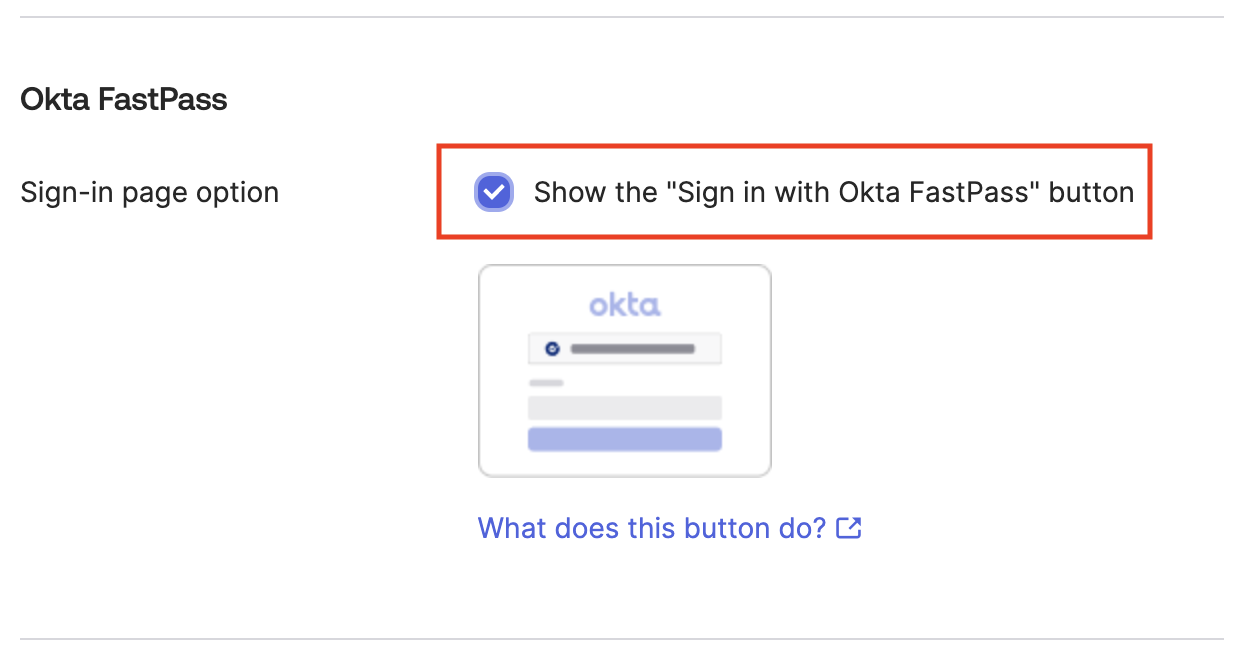 Okta FastPass
Sign-in page option
Show the "Sign in with Okta FastPass" button
okta
What does this button do?